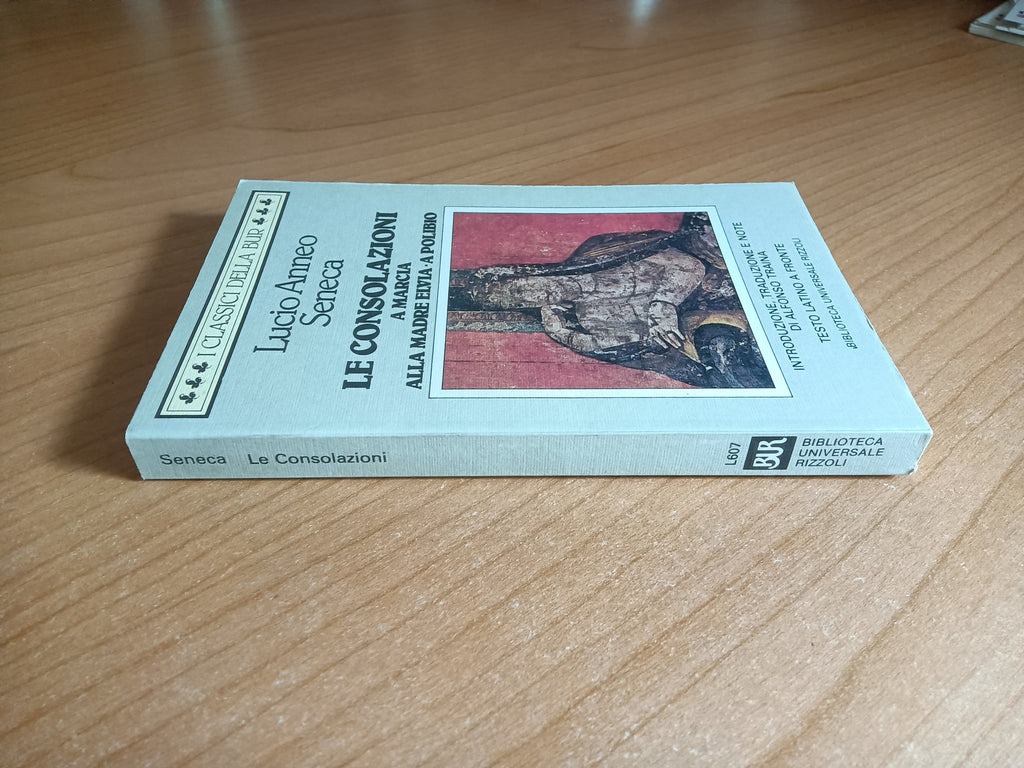 I CLASSICI DELLA BUR
Lucio Anneo
Seneca
LE CONSOLAZIONI
A MARCIA
ALLA MADRE ELVIA · A POLIBIO
INTRODUZIONE, TRADUZIONE E NOTE
DI ALFONSO TRAINA
TESTO LATINO A FRONTE
BIBLIOTECA UNIVERSALE RIZZOLI
Seneca Le Consolazioni
L607
BUR
BIBLIOTECA
UNIVERSALE
RIZZOLI